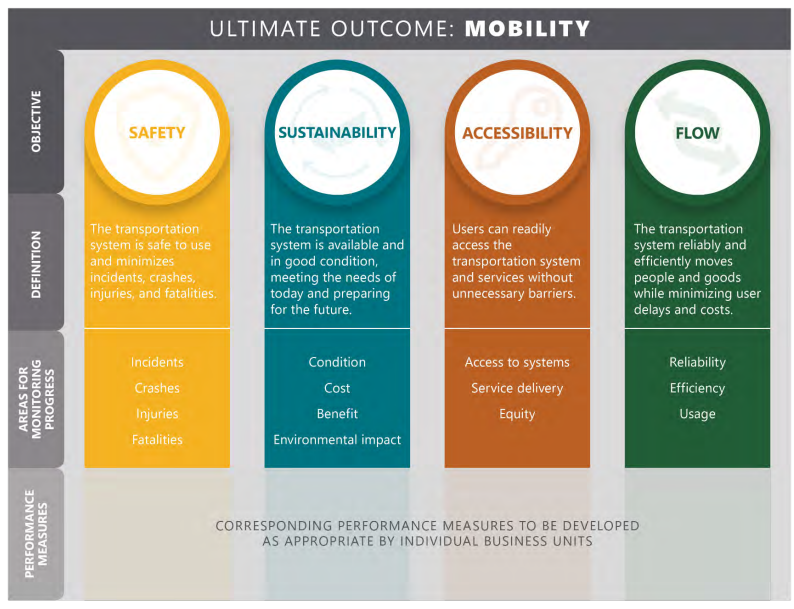 ULTIMATE OUTCOME: MOBILITY
OBJECTIVE
SAFETY
SUSTAINABILITY
ACCESSIBILITY
FLOW
DEFINITION
The transportation
system is safe to use
and minimizes
incidents, crashes,
injuries, and fatalities.
The transportation
system is available and
in good condition,
meeting the needs of
today and preparing
for the future.
Users can readily
access the
transportation system
and services without
unnecessary barriers.
The transportation
system reliably and
efficiently moves
people and goods
while minimizing user
delays and costs.
AREAS FOR
MONITORING
PROGRESS
Incidents
Crashes
Injuries
Fatalities
Condition
Cost
Benefit
Environmental impact
Access to systems
Service delivery
Equity
Reliability
Efficiency
Usage
PERFORMANCE
MEASURES
CORRESPONDING PERFORMANCE MEASURES TO BE DEVELOPED
AS APPROPRIATE BY INDIVIDUAL BUSINESS UNITS